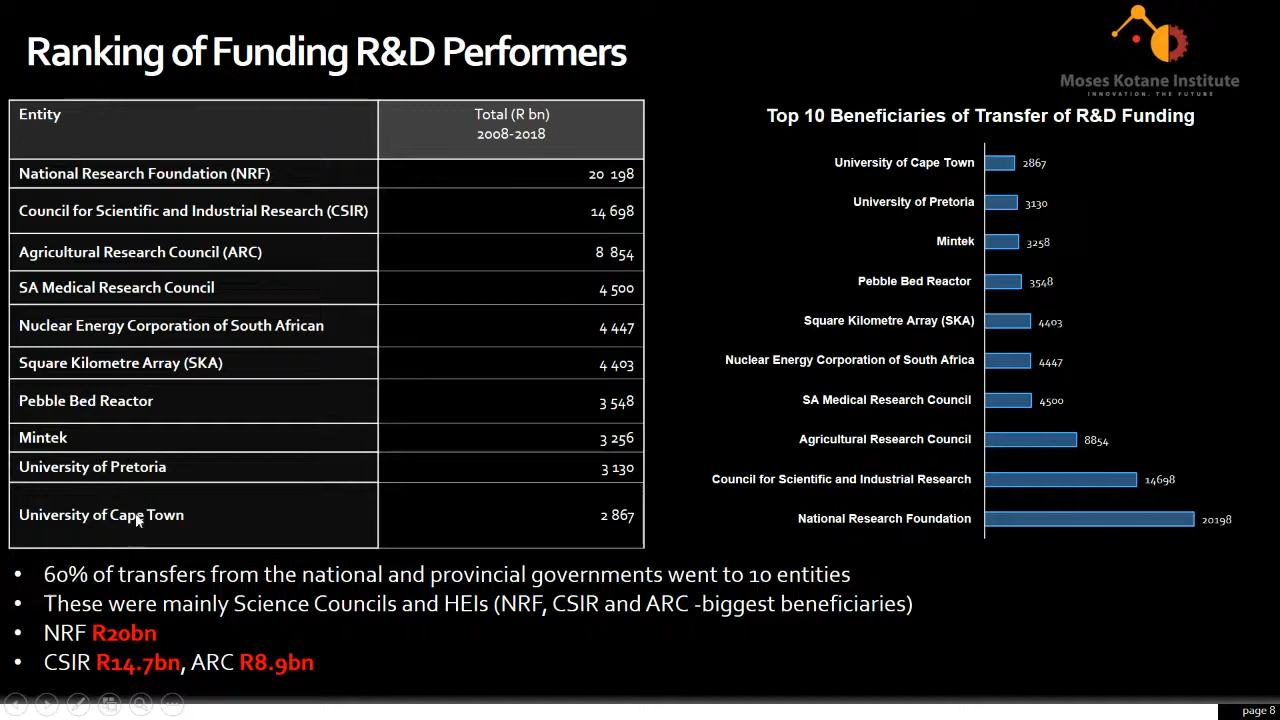 Ranking of Funding R&D Performers
Moses Kotane Institute
INNOVATION. THE FUTURE
Entity
Total (R bn)
2008-2018
National Research Foundation (NRF)
20 198
Council for Scientific and Industrial Research (CSIR)
14 698
Agricultural Research Council (ARC)
8 854
SA Medical Research Council
4 500
Nuclear Energy Corporation of South African
4 447
Square Kilometre Array (SKA)
4 403
Pebble Bed Reactor
3 548
Mintek
3 256
University of Pretoria
3 130
University of Cape Town
2 867
Top 10 Beneficiaries of Transfer of R&D Funding
University of Cape Town 2867
University of Pretoria 3130
Mintek 3258
Pebble Bed Reactor 3548
Square Kilometre Array (SKA) 4403
Nuclear Energy Corporation of South Africa 4447
SA Medical Research Council 4500
Agricultural Research Council 8854
Council for Scientific and Industrial Research 14698
National Research Foundation 20198
• 60% of transfers from the national and provincial governments went to 10 entities
• These were mainly Science Councils and HEIs (NRF, CSIR and ARC -biggest beneficiaries)
• NRF R20bn
• CSIR R14.7bn, ARC R8.9bn
page 8